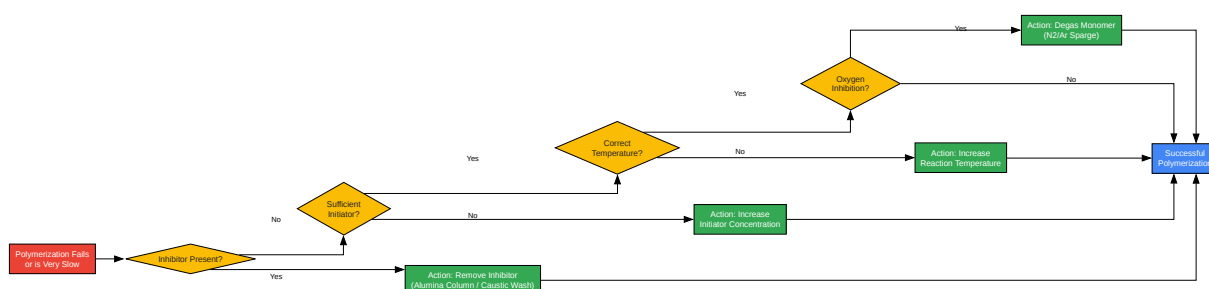 Polymerization Fails
or is Very Slow
Inhibitor Present?
No
Yes
Action: Remove Inhibitor
(Alumina Column / Caustic Wash)
Sufficient
Initiator?
Yes
No
Action: Increase
Initiator Concentration
Correct
Temperature?
Yes
No
Action: Increase
Reaction Temperature
Oxygen
Inhibition?
Yes
No
Action: Degas Monomer
(N2/Ar Sparge)
Successful
Polymerization